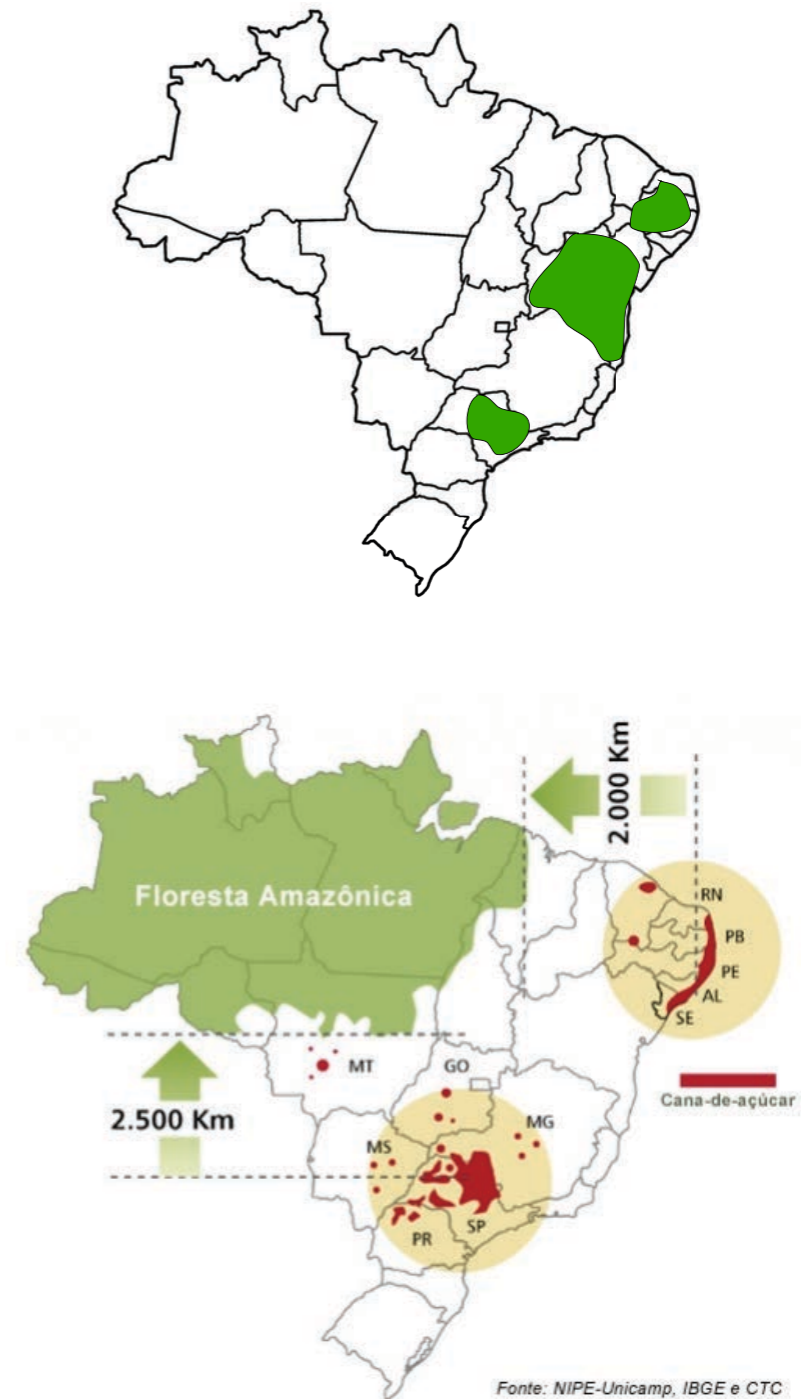 2.000 Km
Floresta Amazônica
RN
PB
PE
AL
SE
MT
GO
Cana-de-açúcar
2.500 Km
MG
MS
SP
PR
Fonte: NIPE-Unicamp, IBGE e CTC